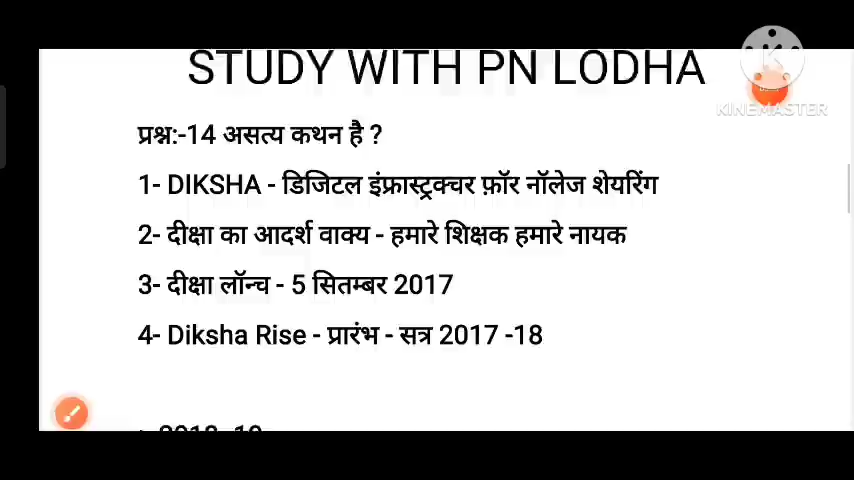 STUDY WITH PN LODHA
KINEMASTER
प्रश्न:-14 असत्य कथन है ?
1- DIKSHA - डिजिटल इंफ्रास्ट्रक्चर फ़ॉर नॉलेज शेयरिंग
2- दीक्षा का आदर्श वाक्य - हमारे शिक्षक हमारे नायक
3- दीक्षा लॉन्च - 5 सितम्बर 2017
4- Diksha Rise - प्रारंभ - सत्र 2017 -18